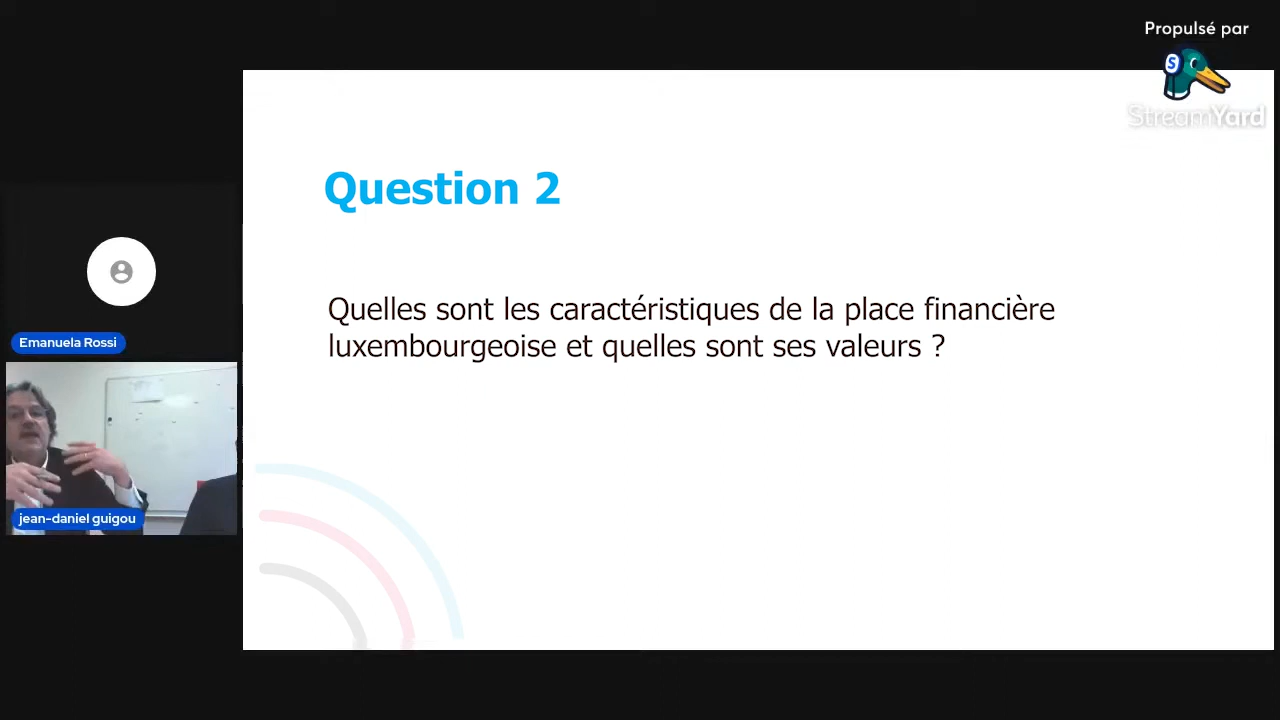 Propulsé par
StreamYard
Question 2
Quelles sont les caractéristiques de la place financière
luxembourgeoise et quelles sont ses valeurs ?
Emanuela Rossi
jean-daniel guigou